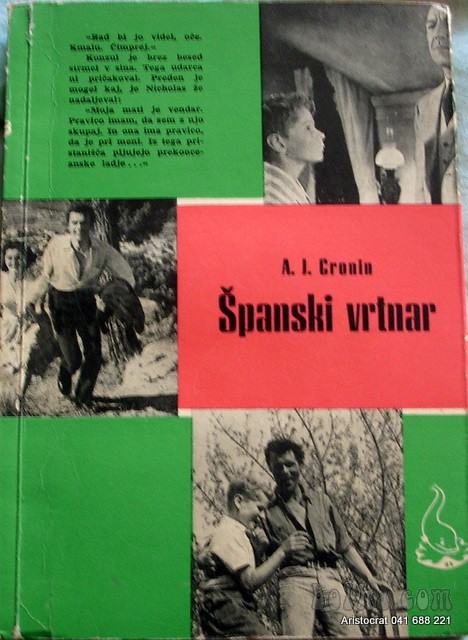 »Rad bi jo videl, oče.
Kmalu. Čimprej.«
Konzul je brez besed
strmel v sina. Tega udarca
ni pričakoval. Preden je
mogel kaj, je Nicholas že
nadaljeval:
»Moja mati je vendar.
Pravico imam, da sem z njo
skupaj. In ona ima pravico,
da je pri meni. Iz tega pri-
stanišča plujejo prekooce-
anske ladje...«
A. J. Cronin
Španski vrtnar
Aristocrat 041 688 221